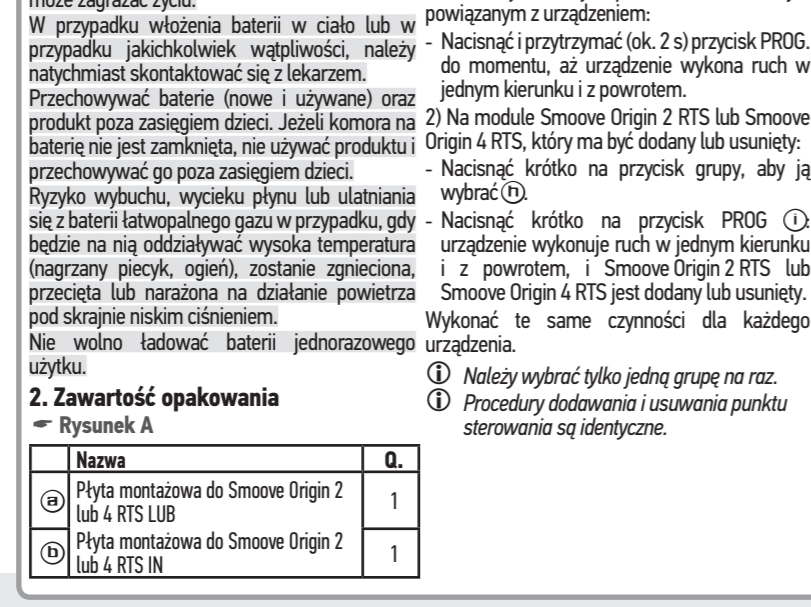 może zagrażać życiu.
W przypadku włożenia baterii w ciało lub w
przypadku jakichkolwiek wątpliwości, należy
natychmiast skontaktować się z lekarzem.
Przechowywać baterie (nowe i używane) oraz
produkt poza zasięgiem dzieci. Jeżeli komora na
baterię nie jest zamknięta, nie używać produktu i
przechowywać go poza zasięgiem dzieci.
Ryzyko wybuchu, wycieku płynu lub ulatniania
się z baterii łatwopalnego gazu w przypadku, gdy
będzie na nią oddziaływać wysoka temperatura
(nagrzany piecyk, ogień), zostanie zgnieciona,
przecięta lub narażona na działanie powietrza
pod skrajnie niskim ciśnieniem.
Nie wolno ładować baterii jednorazowego
użytku.
2. Zawartość opakowania
☛ Rysunek A
Nazwa Q.
ⓐ Płyta montażowa do Smoove Origin 2
lub 4 RTS LUB 1
ⓑ Płyta montażowa do Smoove Origin 2
lub 4 RTS IN 1
powiązanym z urządzeniem:
- Nacisnąć i przytrzymać (ok. 2 s) przycisk PROG.
do momentu, aż urządzenie wykona ruch w
jednym kierunku i z powrotem.
2) Na module Smoove Origin 2 RTS lub Smoove
Origin 4 RTS, który ma być dodany lub usunięty:
- Nacisnąć krótko na przycisk grupy, aby ją
wybrać ⓗ.
- Nacisnąć krótko na przycisk PROG ⓘ:
urządzenie wykonuje ruch w jednym kierunku
i z powrotem, i Smoove Origin 2 RTS lub
Smoove Origin 4 RTS jest dodany lub usunięty.
Wykonać te same czynności dla każdego
urządzenia.
ⓘ Należy wybrać tylko jedną grupę na raz.
ⓘ Procedury dodawania i usuwania punktu
sterowania są identyczne.